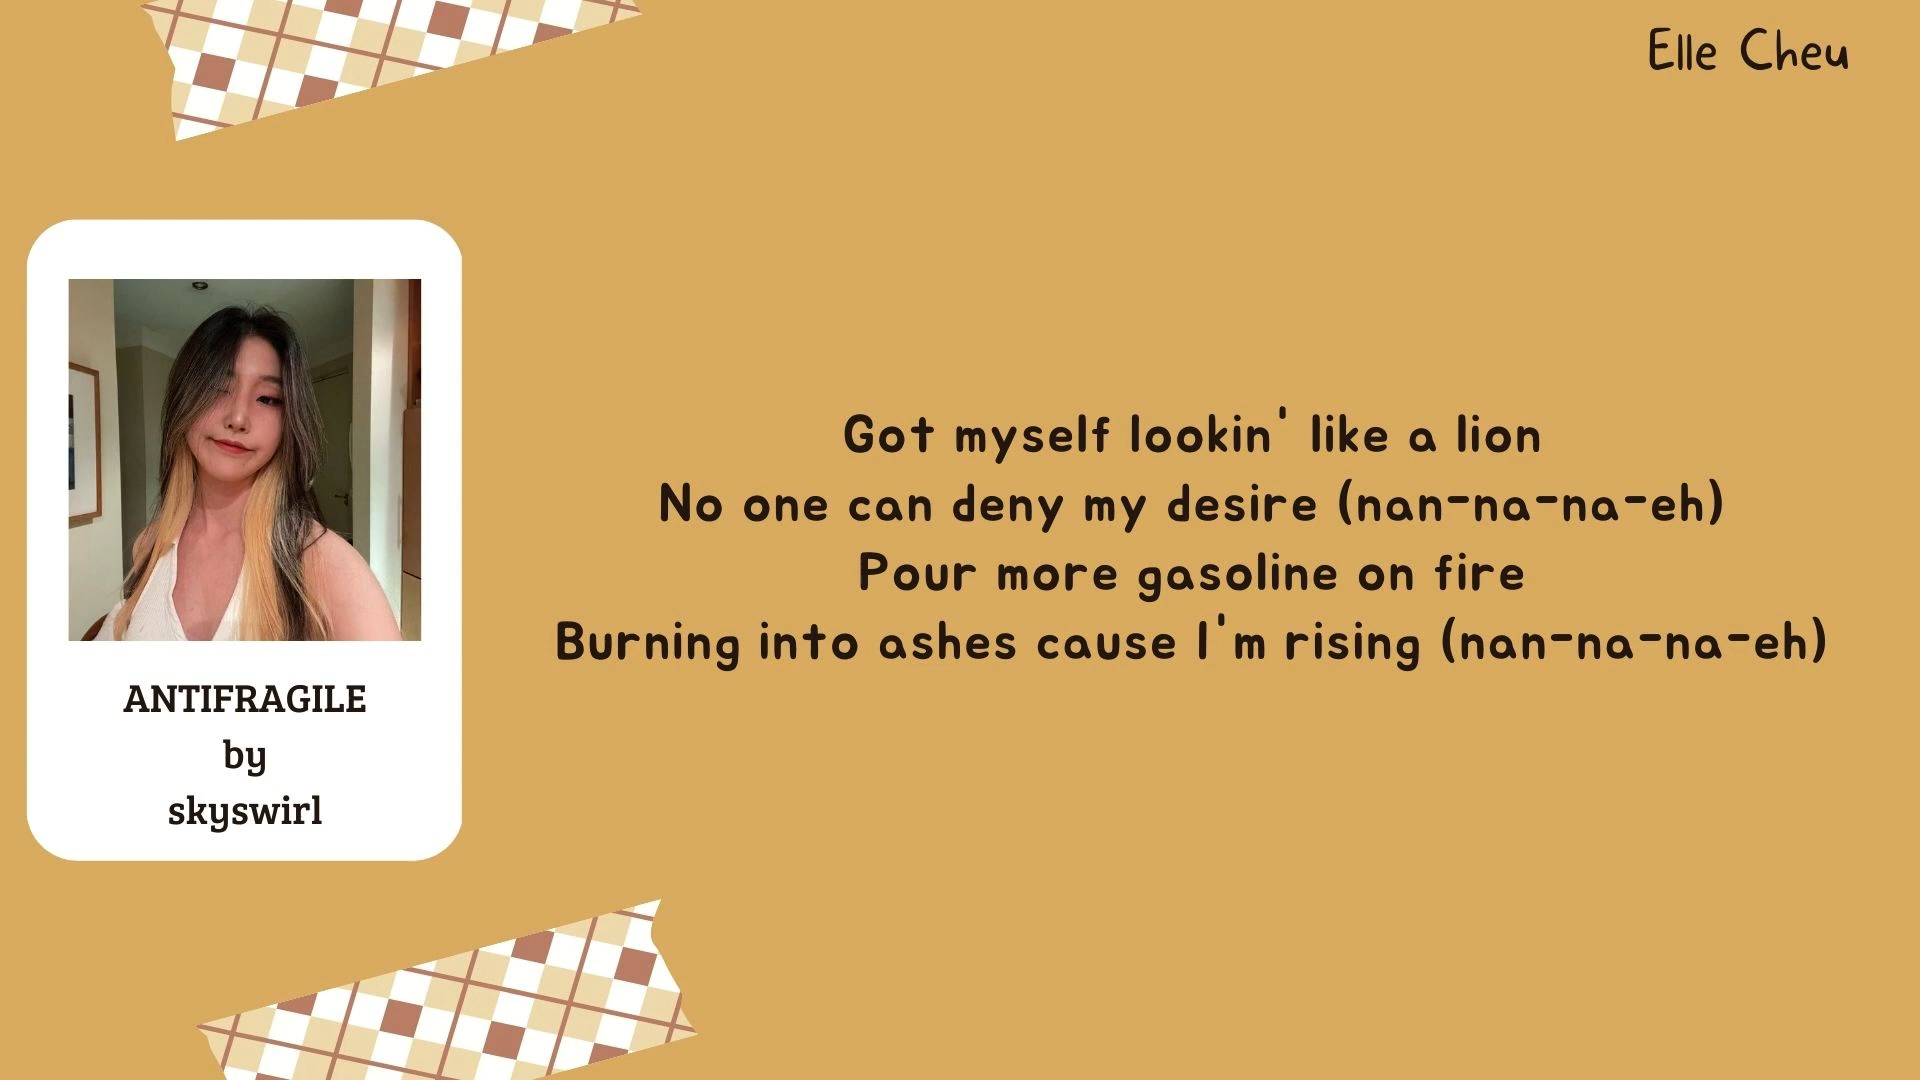 Elle Cheu
Got myself lookin' like a lion
No one can deny my desire (nan-na-na-eh)
Pour more gasoline on fire
Burning into ashes cause I'm rising (nan-na-na-eh)
ANTIFRAGILE
by
skyswirl